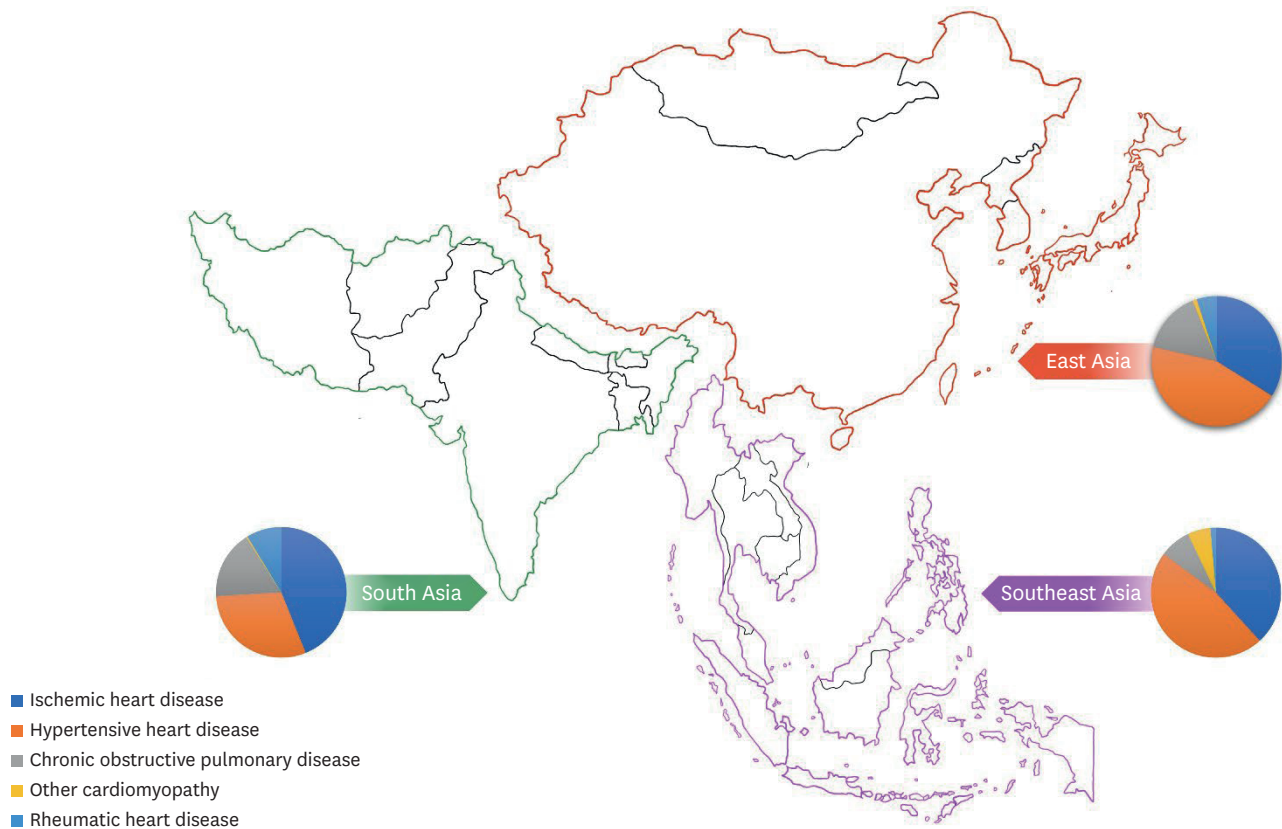 East Asia
South Asia
Southeast Asia
Ischemic heart disease
Hypertensive heart disease
Chronic obstructive pulmonary disease
Other cardiomyopathy
Rheumatic heart disease